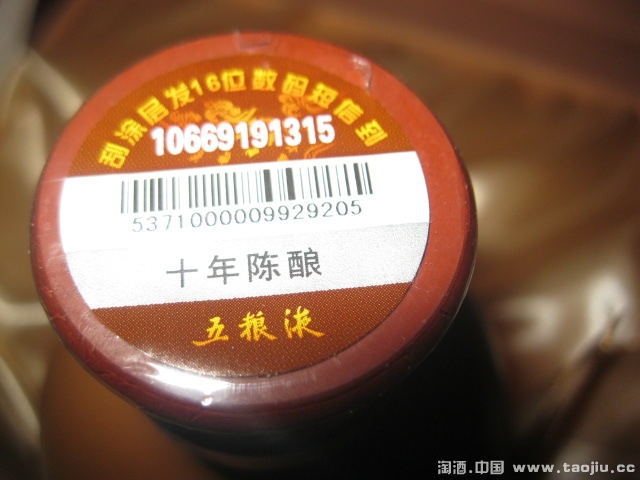 刮涂层发16位数码短信到
10669191315
5371000009929205
十年陈酿
五粮液
淘酒.中国 www.taojiu.cc